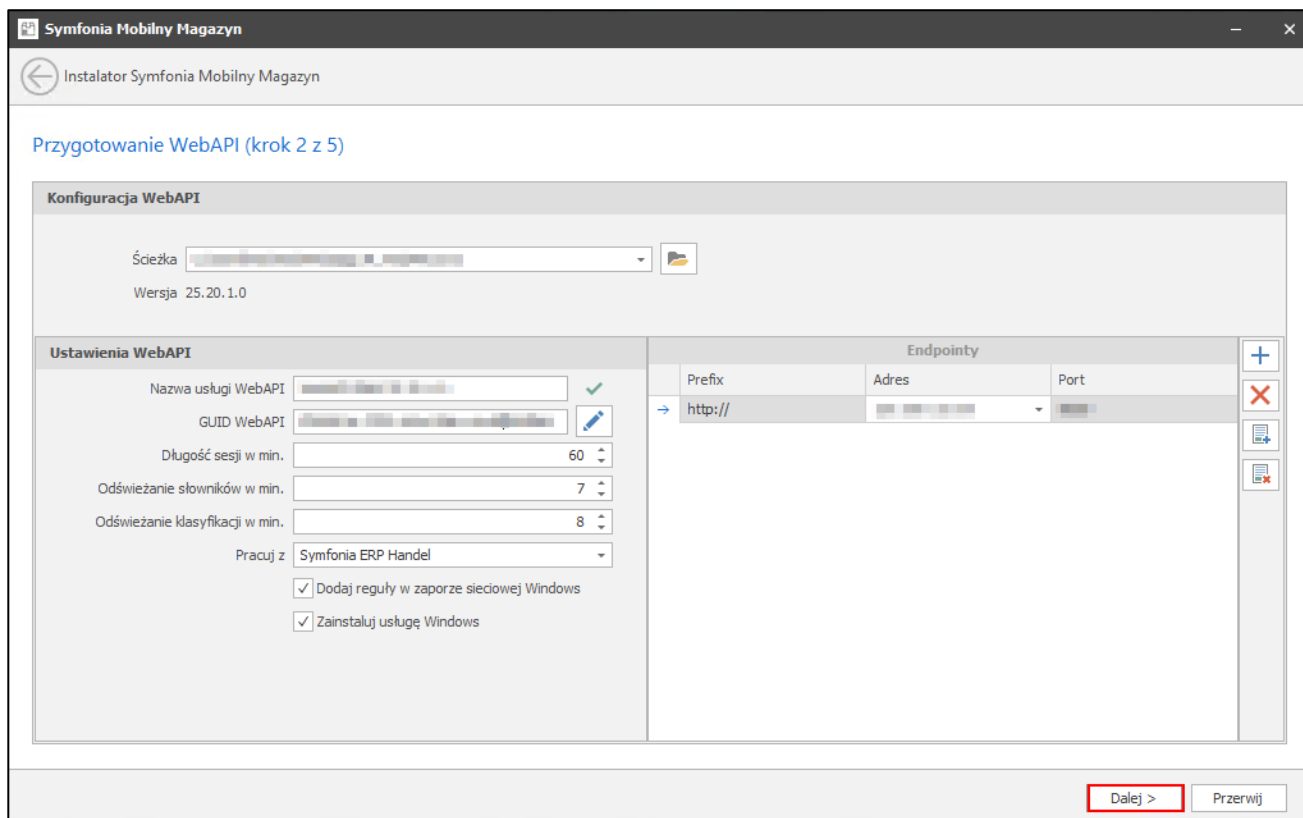 Symfonia Mobilny Magazyn
Instalator Symfonia Mobilny Magazyn
Przygotowanie WebAPI (krok 2 z 5)
Konfiguracja WebAPI
Ścieżka
Wersja 25.20.1.0
Ustawienia WebAPI
Nazwa usługi WebAPI
GUID WebAPI
Długość sesji w min. 60
Odświeżanie słowników w min. 7
Odświeżanie klasyfikacji w min. 8
Pracuj z Symfonia ERP Handel
Dodaj reguły w zaporze sieciowej Windows
Zainstaluj usługę Windows
Endpointy
Prefix Adres Port
http://
Dalej > Przerwij